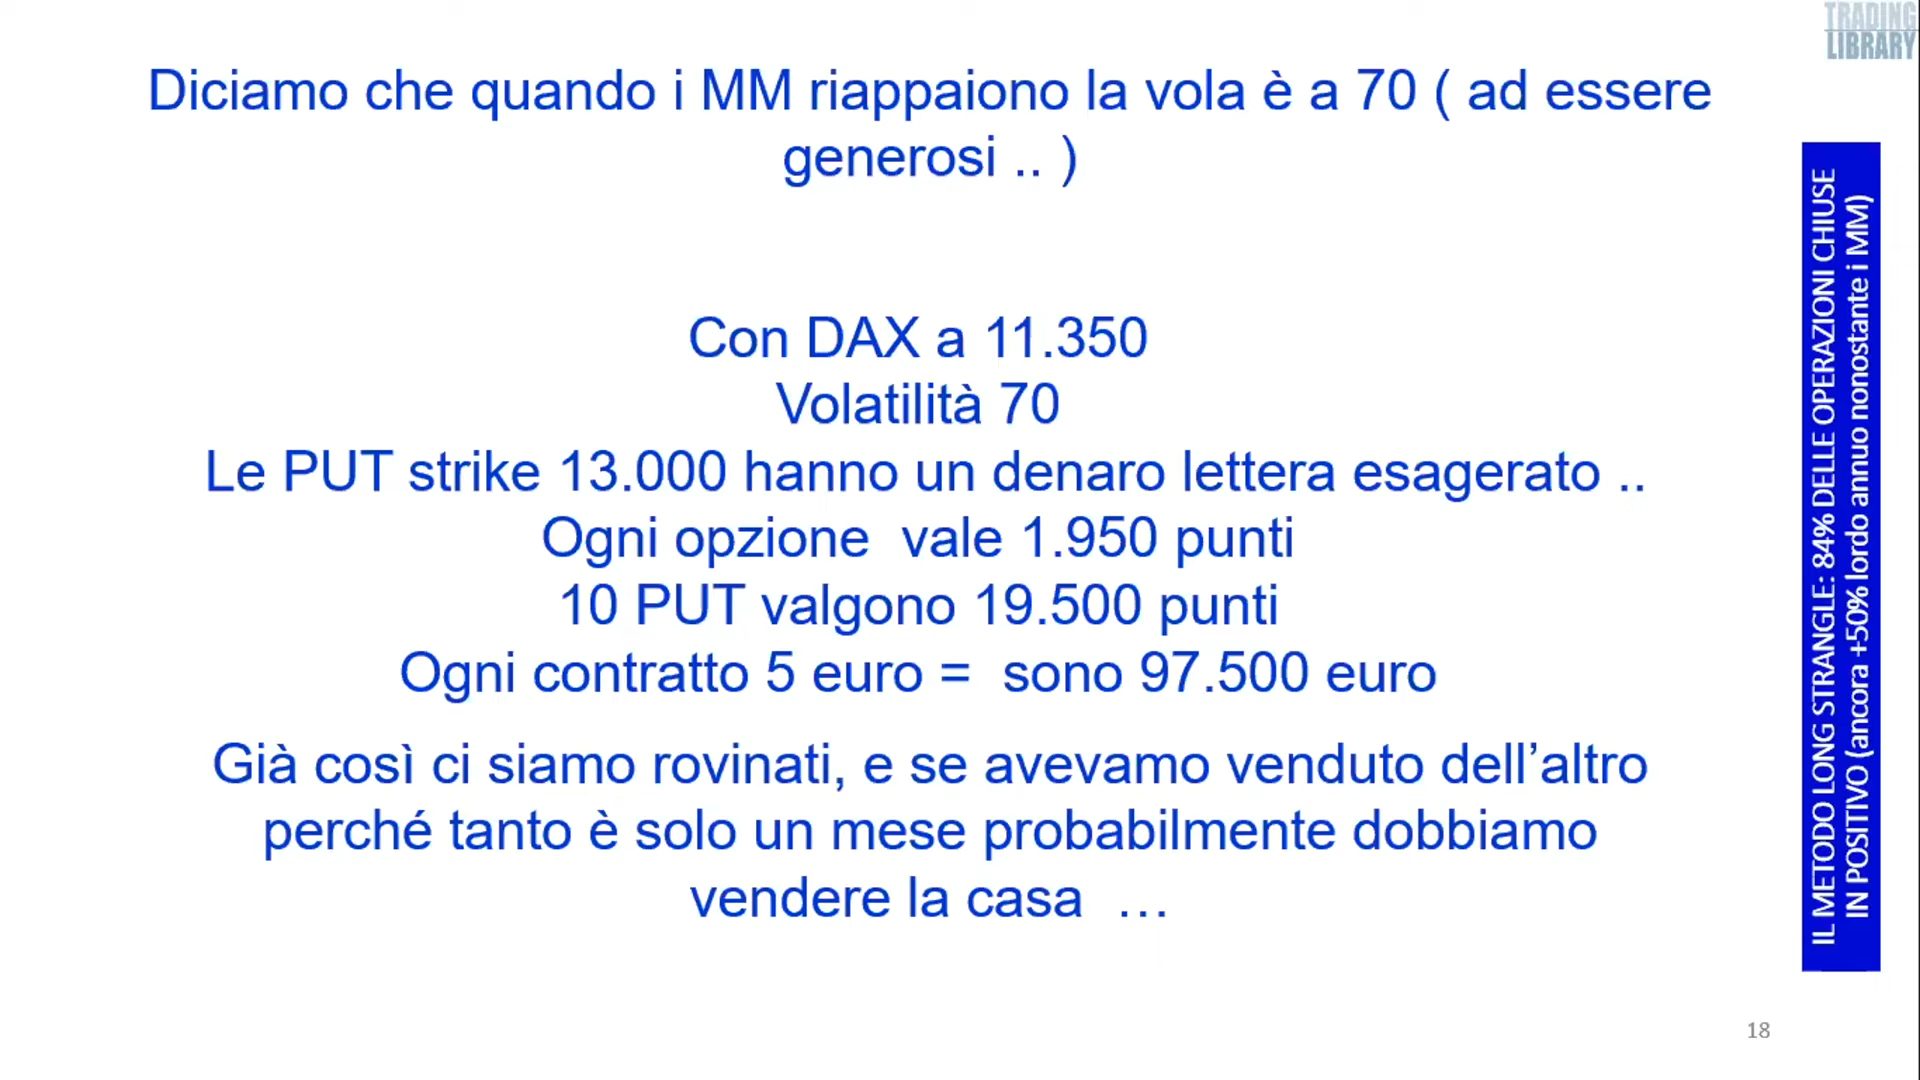 TRADING
LIBRARY
Diciamo che quando i MM riappaiono la vola è a 70 ( ad essere
generosi .. )
Con DAX a 11.350
Volatilità 70
Le PUT strike 13.000 hanno un denaro lettera esagerato ..
Ogni opzione  vale 1.950 punti
10 PUT valgono 19.500 punti
Ogni contratto 5 euro =  sono 97.500 euro
Già così ci siamo rovinati, e se avevamo venduto dell’altro
perché tanto è solo un mese probabilmente dobbiamo
vendere la casa  …
IL METODO LONG STRANGLE: 84% DELLE OPERAZIONI CHIUSE
IN POSITIVO (ancora +50% lordo annuo nonostante i MM)
18